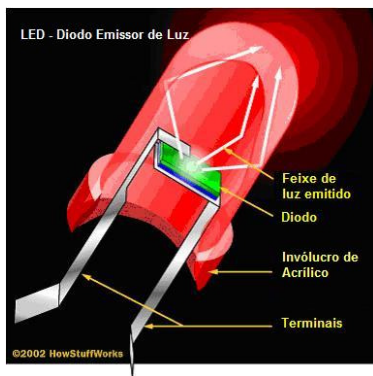 LED - Diodo Emissor de Luz
Feixe de
luz emitido
Diodo
Invólucro de
Acrílico
Terminais
©2002 HowStuffWorks